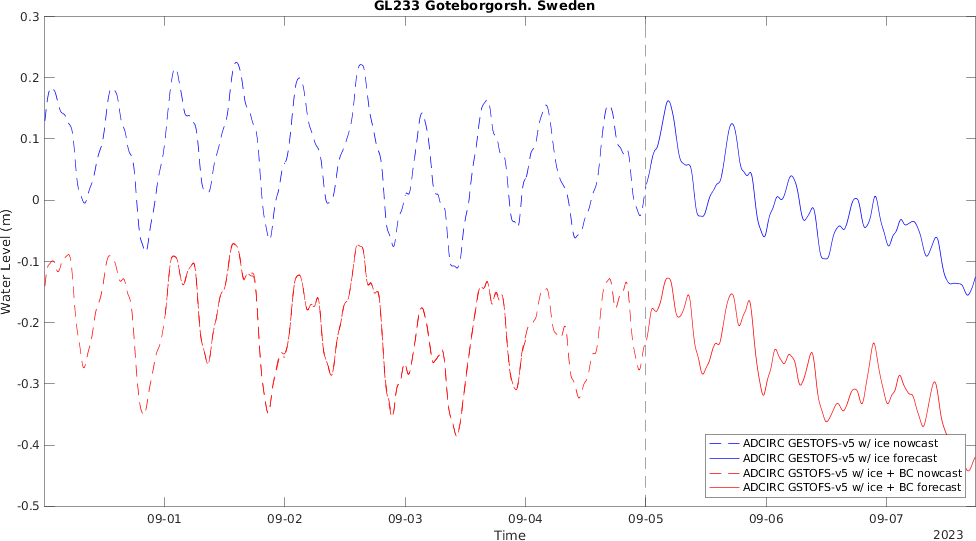 GL233 Goteborgorsh. Sweden
0.3
0.2
0.1
0
-0.1
-0.2
-0.3
-0.4
-0.5
Water Level (m)
ADCIRC GESTOFS-v5 w/ ice nowcast
ADCIRC GESTOFS-v5 w/ ice forecast
ADCIRC GSTOFS-v5 w/ ice + BC nowcast
ADCIRC GSTOFS-v5 w/ ice + BC forecast
09-01 09-02 09-03 09-04 09-05 09-06 09-07
Time
2023